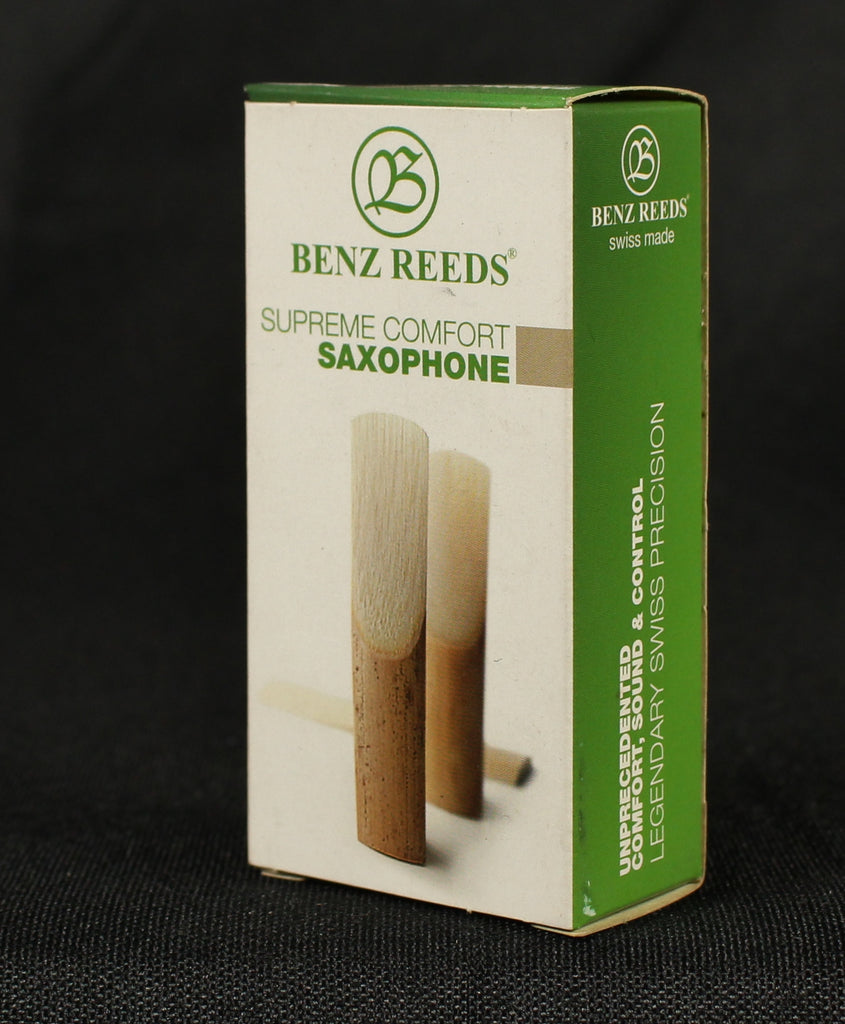 B
BENZ REEDS®
SUPREME COMFORT
SAXOPHONE
B
BENZ REEDS®
swiss made
UNPRECEDENTED
COMFORT, SOUND & CONTROL
LEGENDARY SWISS PRECISION